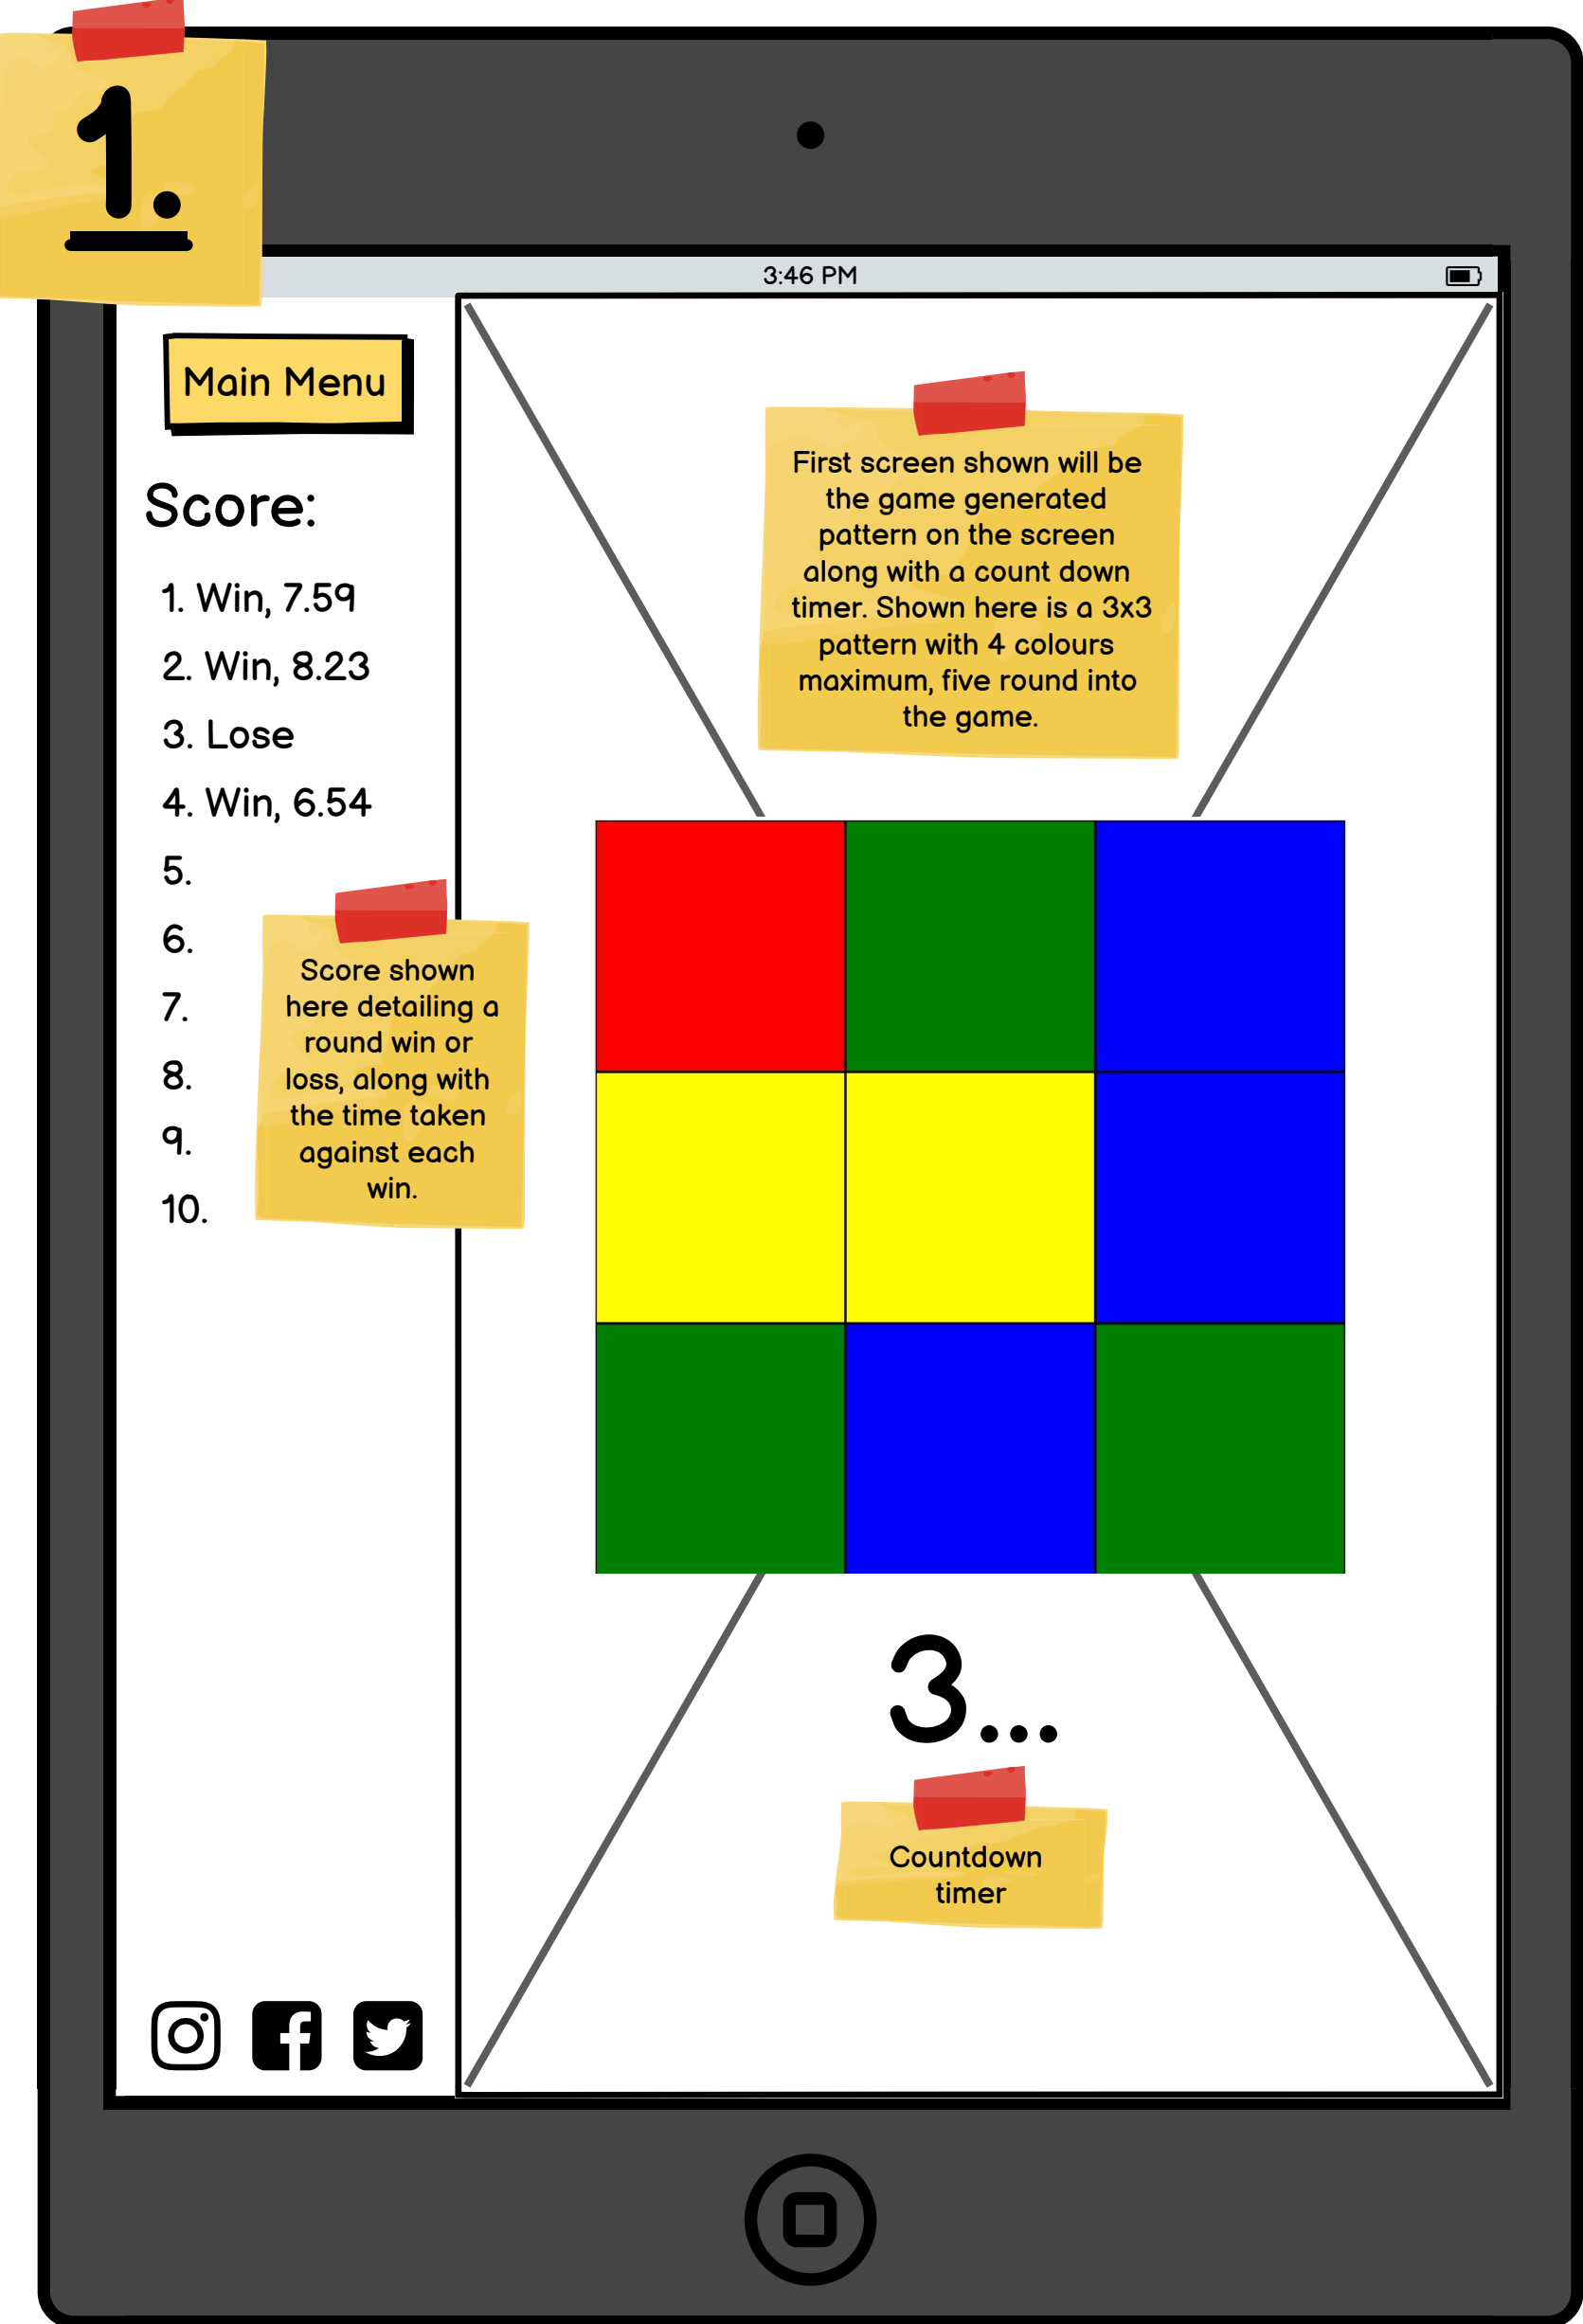 1.
3:46 PM
Main Menu
Score:
1. Win, 7.59
2. Win, 8.23
3. Lose
4. Win, 6.54
5.
6.
7.
8.
9.
10.
Score shown
here detailing a
round win or
loss, along with
the time taken
against each
win.
First screen shown will be
the game generated
pattern on the screen
along with a count down
timer. Shown here is a 3x3
pattern with 4 colours
maximum, five round into
the game.
3...
Countdown
timer